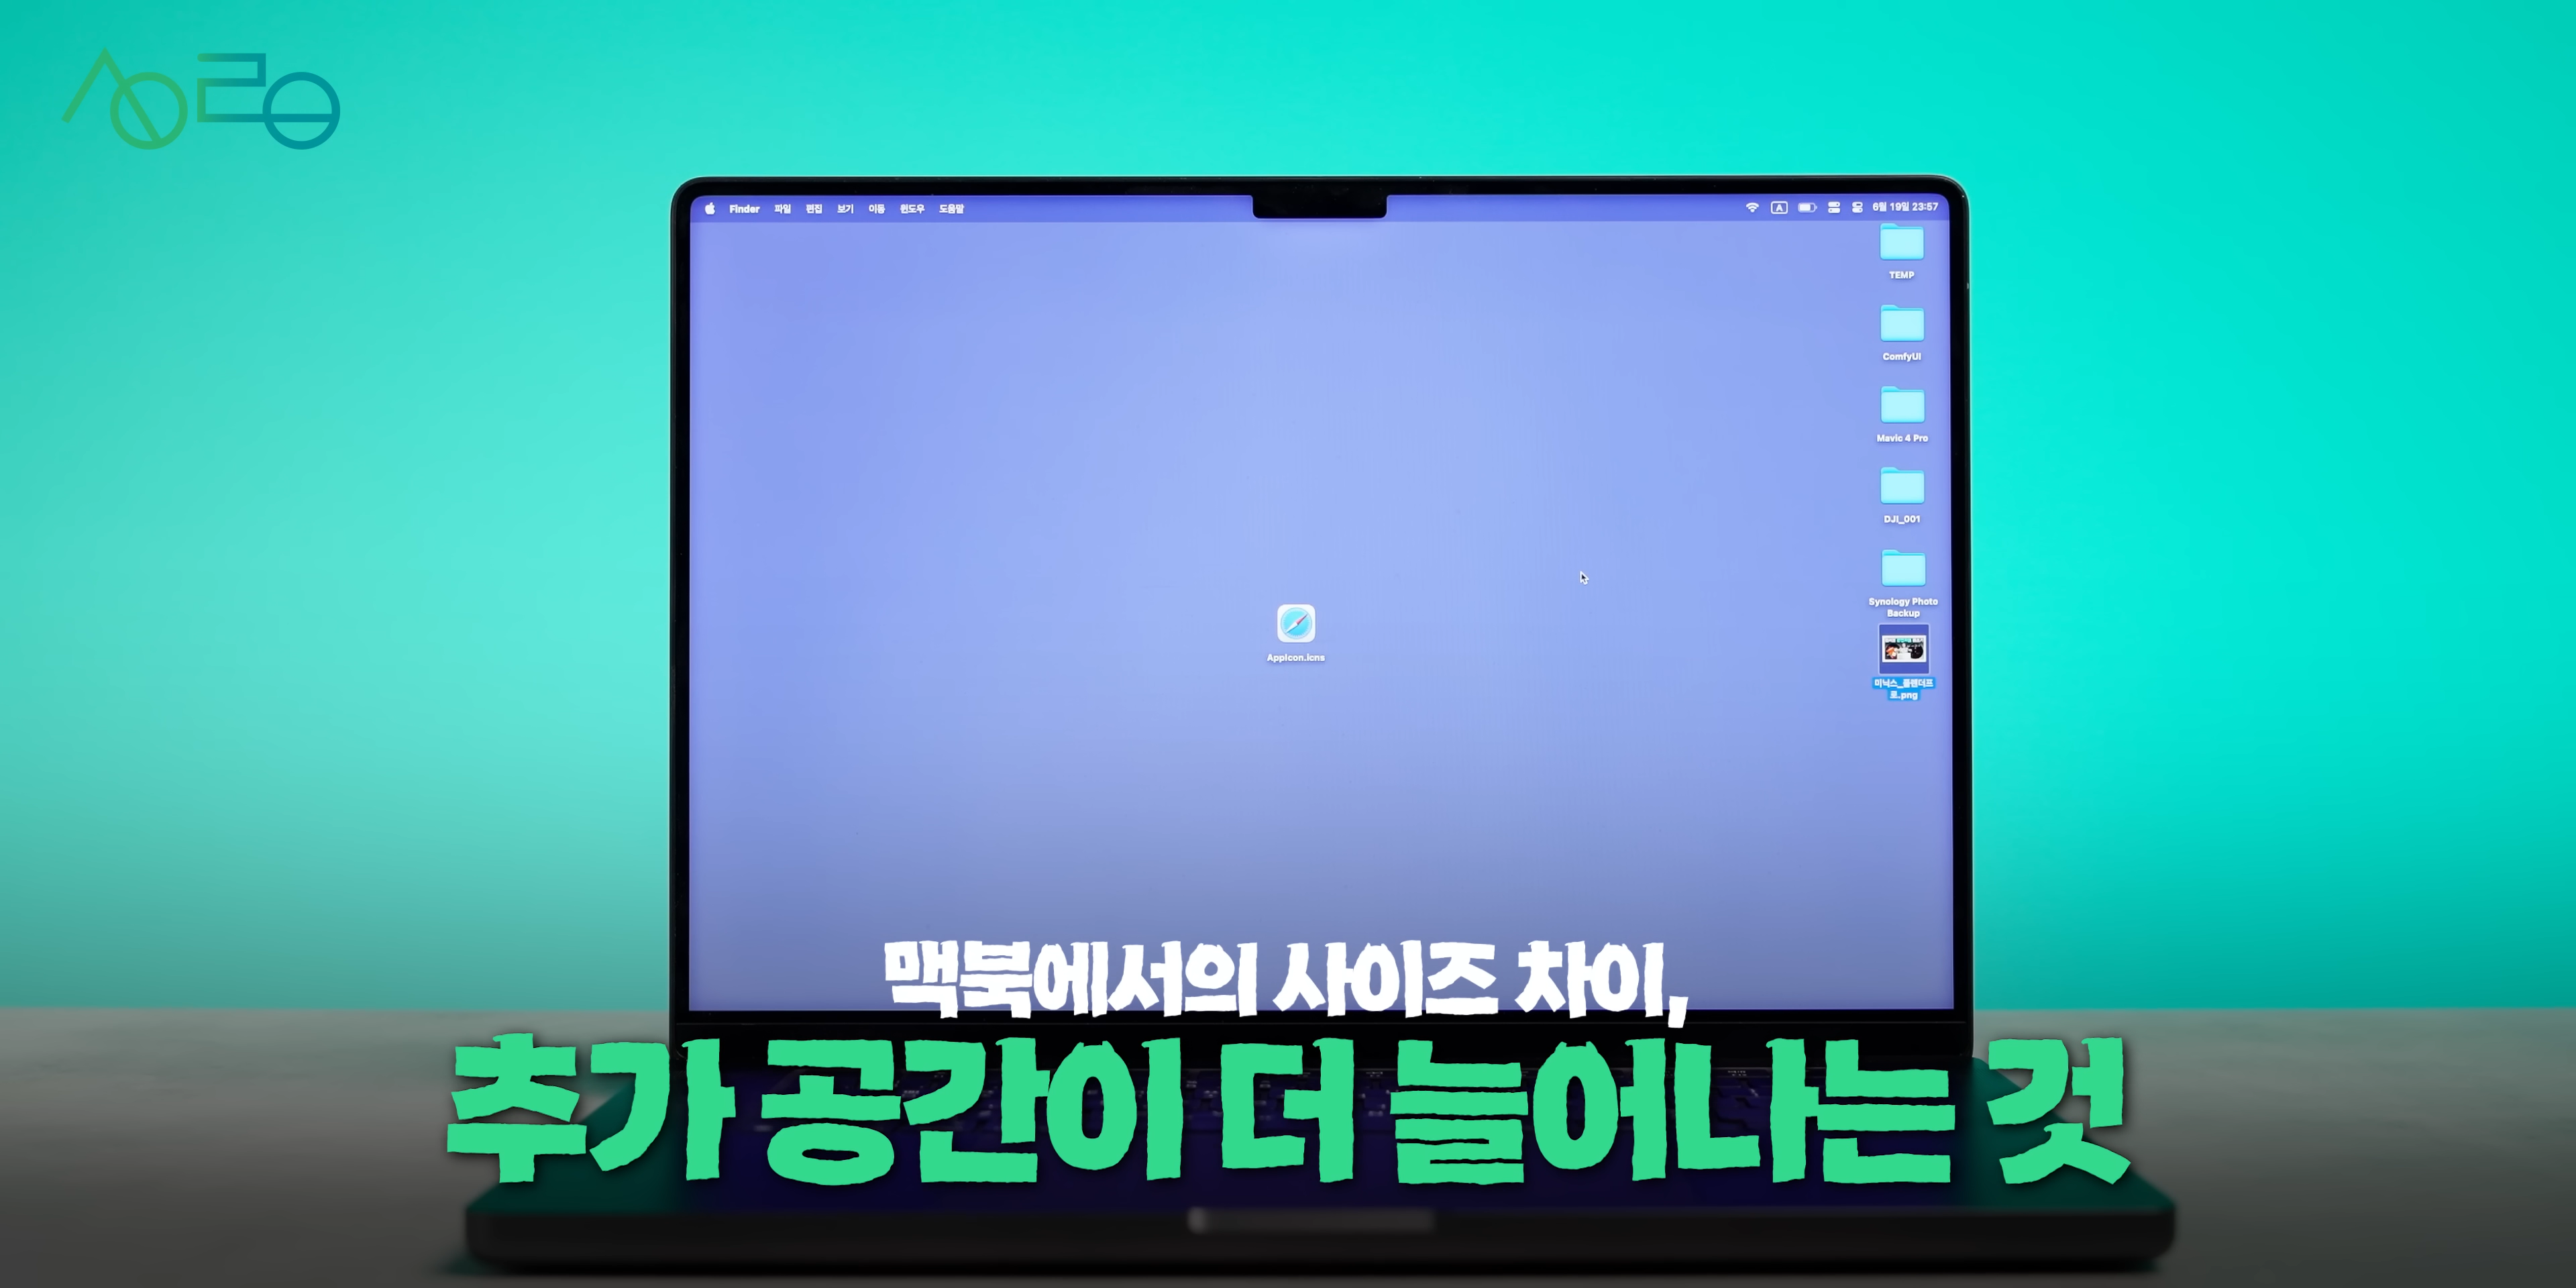 Finder 파일 편집 보기 이동 윈도우 도움말
A 6월 19일 23:57
TEMP
ComfyUI
Mavic 4 Pro
DJI_001
Synology Photo
Backup
AppIcon.icns
로.png
맥북에서의 사이즈 차이,
추가 공간이 더 늘어나는 것